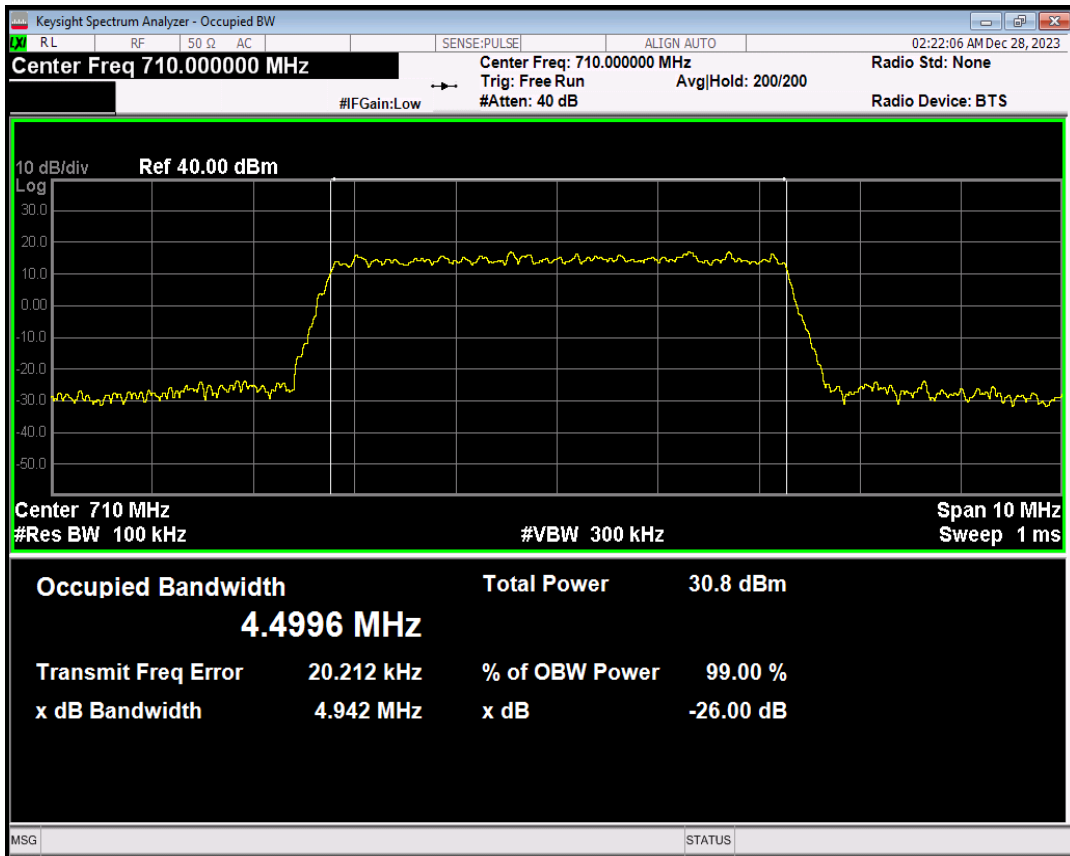 Keysight Spectrum Analyzer - Occupied BW
LXI RL RF 50 Ω AC SENSE:PULSE ALIGN AUTO 02:22:06 AM Dec 28, 2023
Center Freq 710.000000 MHz Center Freq: 710.000000 MHz Radio Std: None
Trig: Free Run Avg|Hold: 200/200
#IFGain:Low #Atten: 40 dB Radio Device: BTS
10 dB/div Ref 40.00 dBm
Log
30.0
20.0
10.0
0.00
-10.0
-20.0
-30.0
-40.0
-50.0
Center 710 MHz Span 10 MHz
#Res BW 100 kHz #VBW 300 kHz Sweep 1 ms
Occupied Bandwidth Total Power 30.8 dBm
4.4996 MHz
Transmit Freq Error 20.212 kHz % of OBW Power 99.00 %
x dB Bandwidth 4.942 MHz x dB -26.00 dB
MSG STATUS